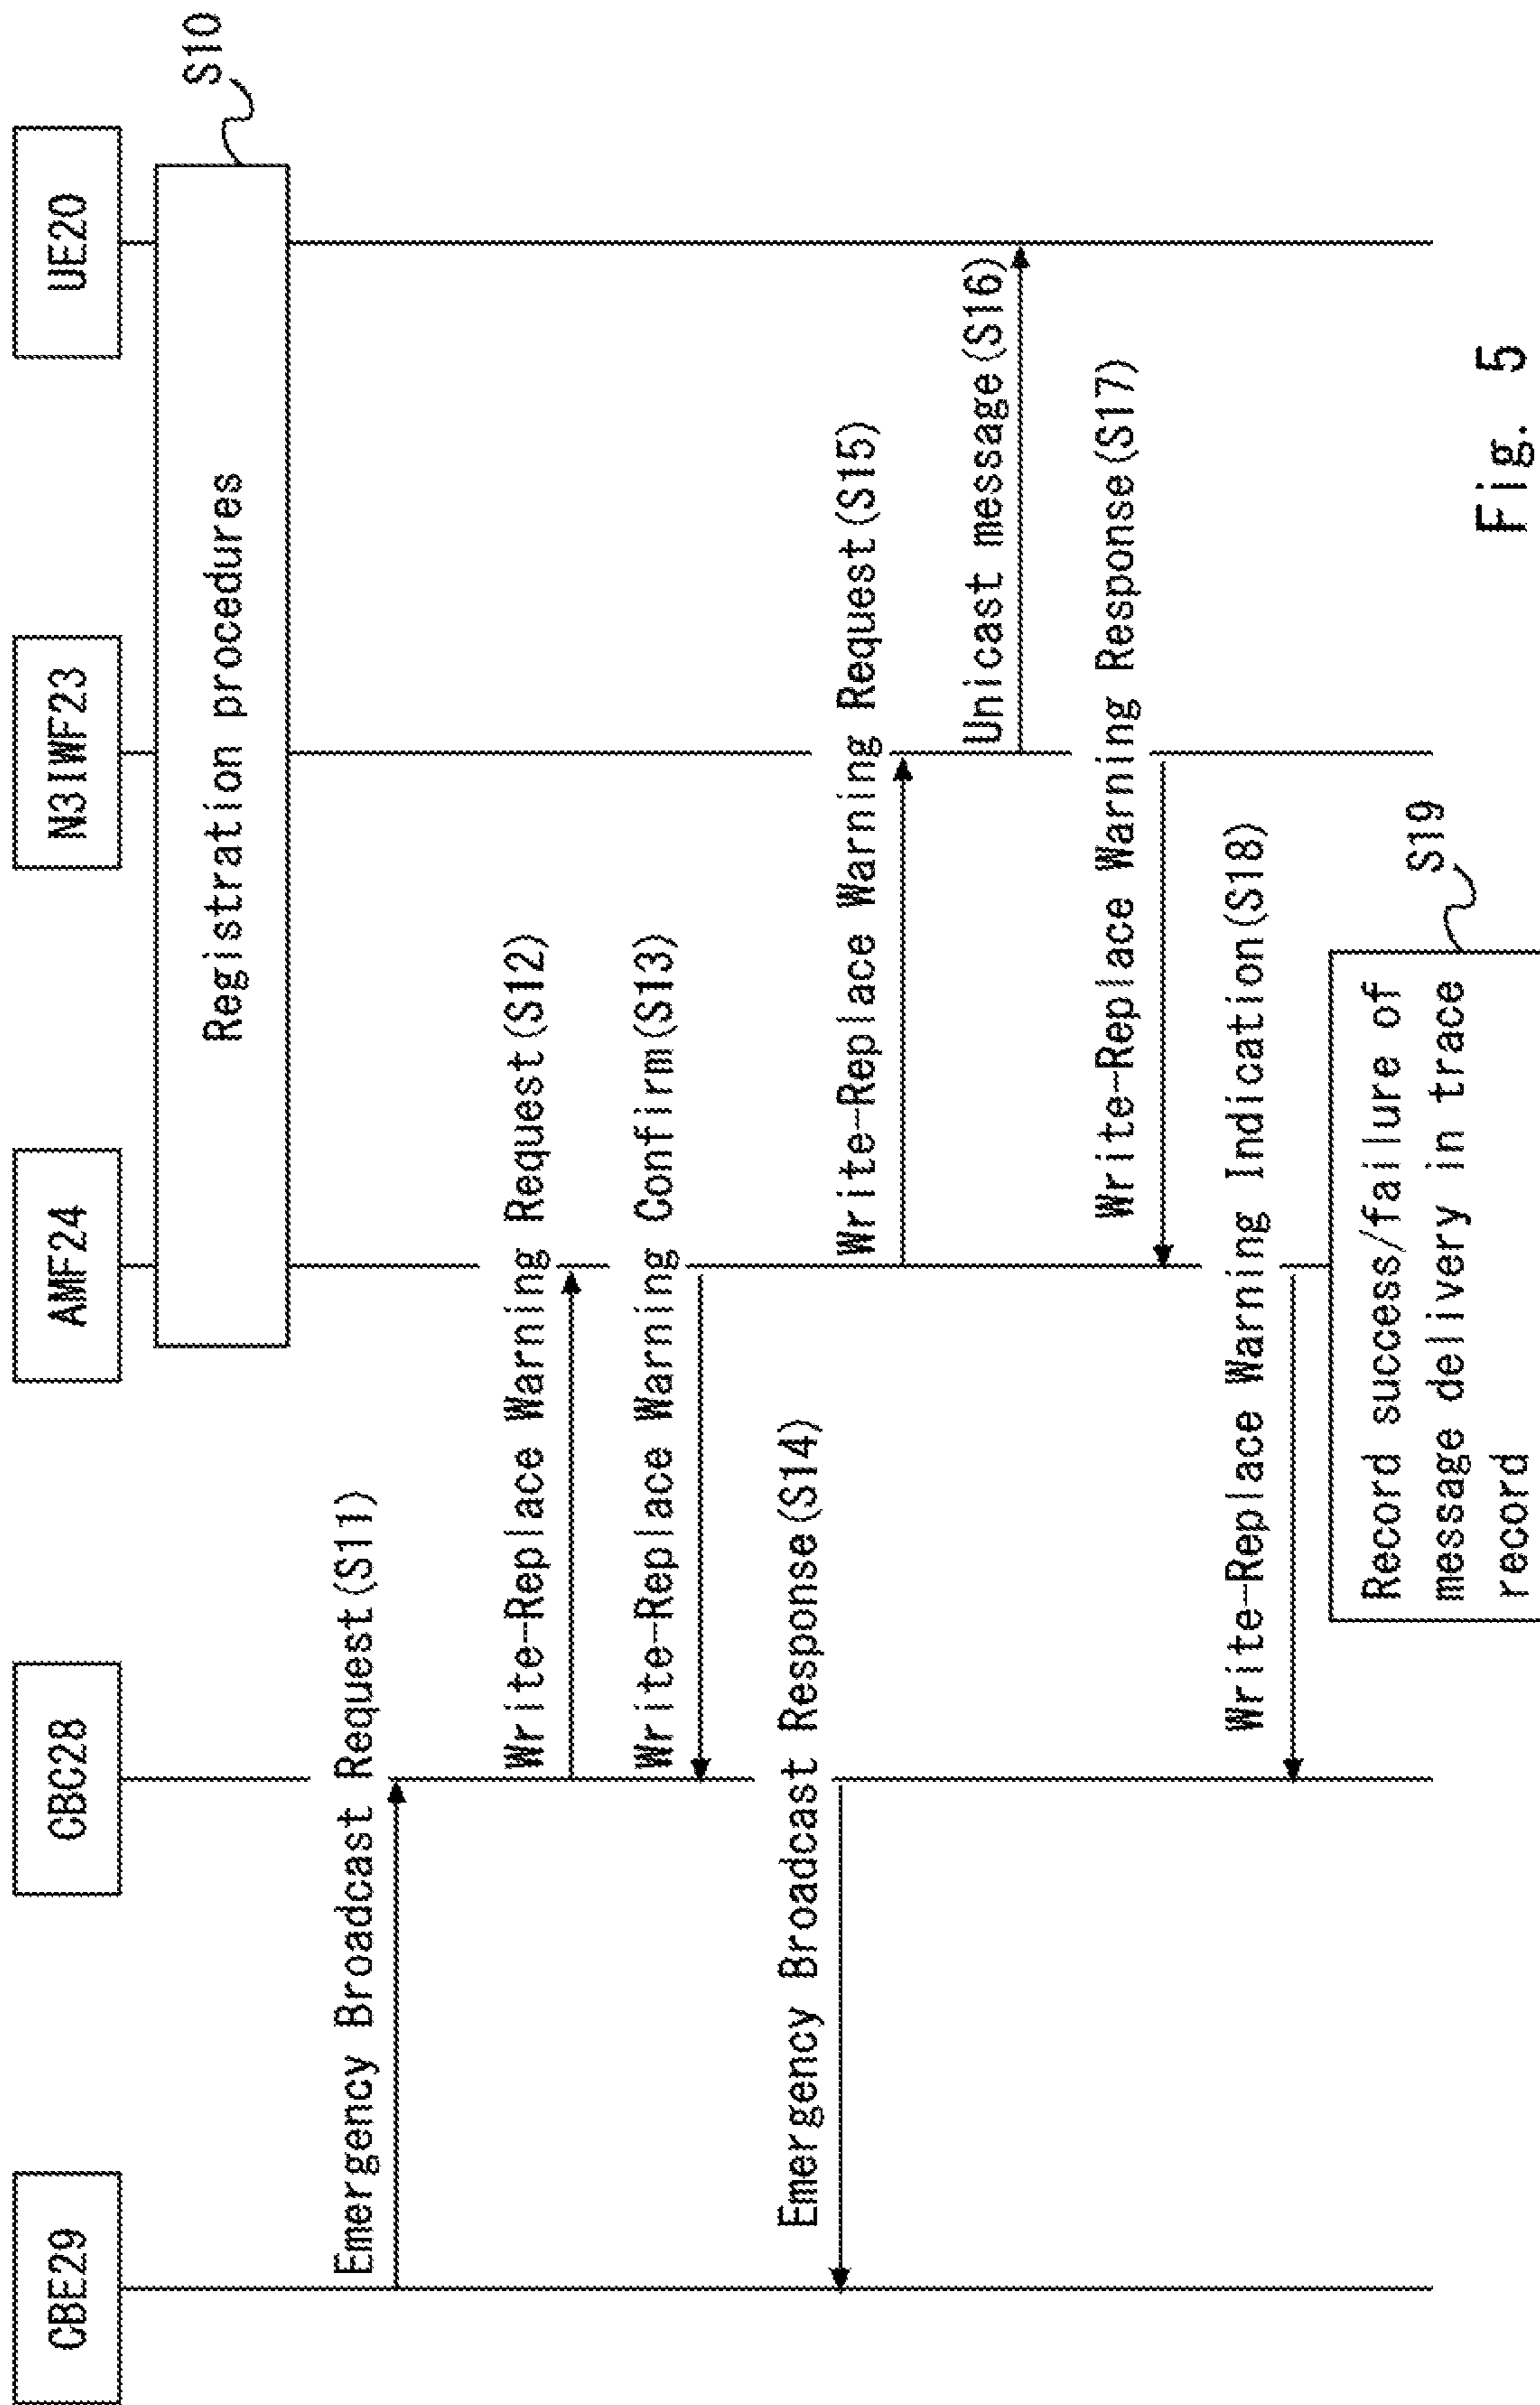 CBE29
CBC28
AMF24
N3IWF23
UE20
Registration procedures
S10
Emergency Broadcast Request(S11)
Write-Replace Warning Request(S12)
Write-Replace Warning Confirm(S13)
Emergency Broadcast Response(S14)
Write-Replace Warning Request(S15)
Unicast message(S16)
Write-Replace Warning Response(S17)
Write-Replace Warning Indication(S18)
Record success/failure of
message delivery in trace
record
S19
Fig. 5